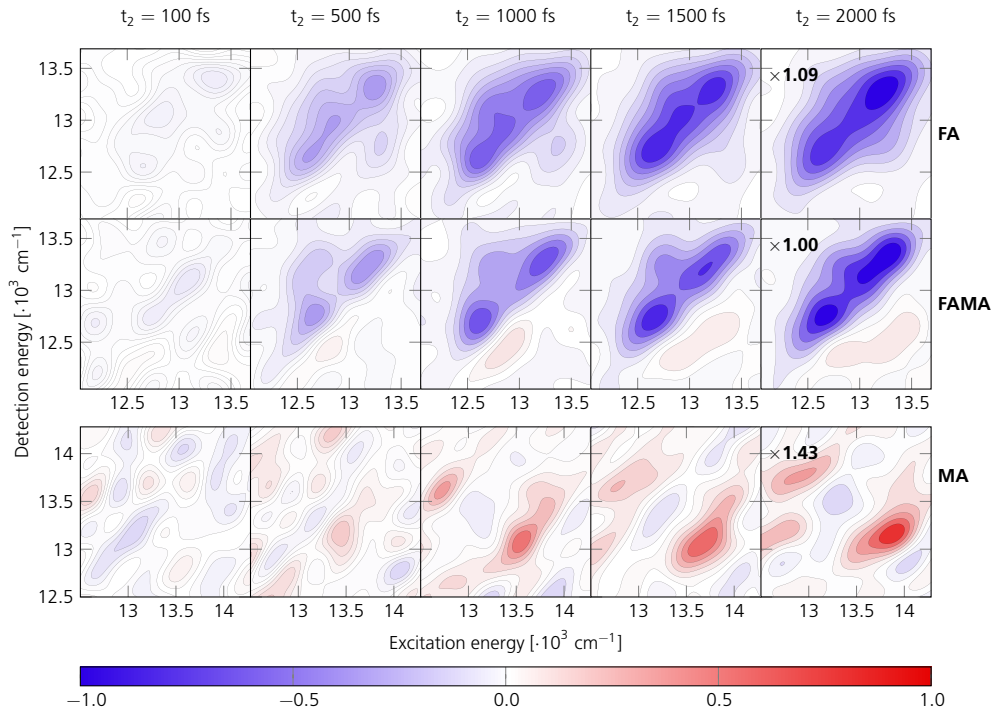 t₂ = 100 fs t₂ = 500 fs t₂ = 1000 fs t₂ = 1500 fs t₂ = 2000 fs
13.5
13
12.5
×1.09
FA
13.5
13
12.5
×1.00
FAMA
12.5 13 13.5 12.5 13 13.5 12.5 13 13.5 12.5 13 13.5 12.5 13 13.5
Detection energy [·10³ cm⁻¹]
14
13.5
13
12.5
×1.43
MA
13 13.5 14 13 13.5 14 13 13.5 14 13 13.5 14 13 13.5 14
Excitation energy [·10³ cm⁻¹]
−1.0 −0.5 0.0 0.5 1.0